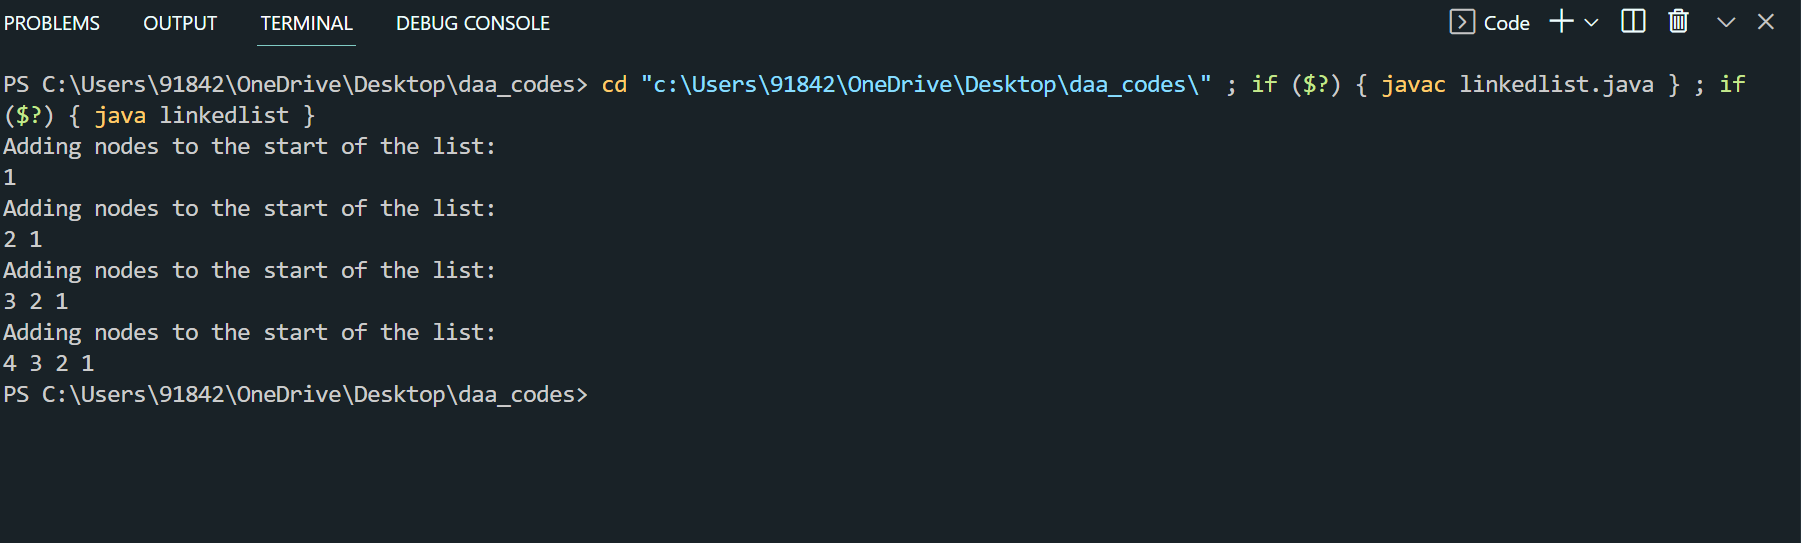 PROBLEMS OUTPUT TERMINAL DEBUG CONSOLE Code
PS C:\Users\91842\OneDrive\Desktop\daa_codes> cd "c:\Users\91842\OneDrive\Desktop\daa_codes\" ; if ($?) { javac linkedlist.java } ; if
($?) { java linkedlist }
Adding nodes to the start of the list:
1
Adding nodes to the start of the list:
2 1
Adding nodes to the start of the list:
3 2 1
Adding nodes to the start of the list:
4 3 2 1
PS C:\Users\91842\OneDrive\Desktop\daa_codes>